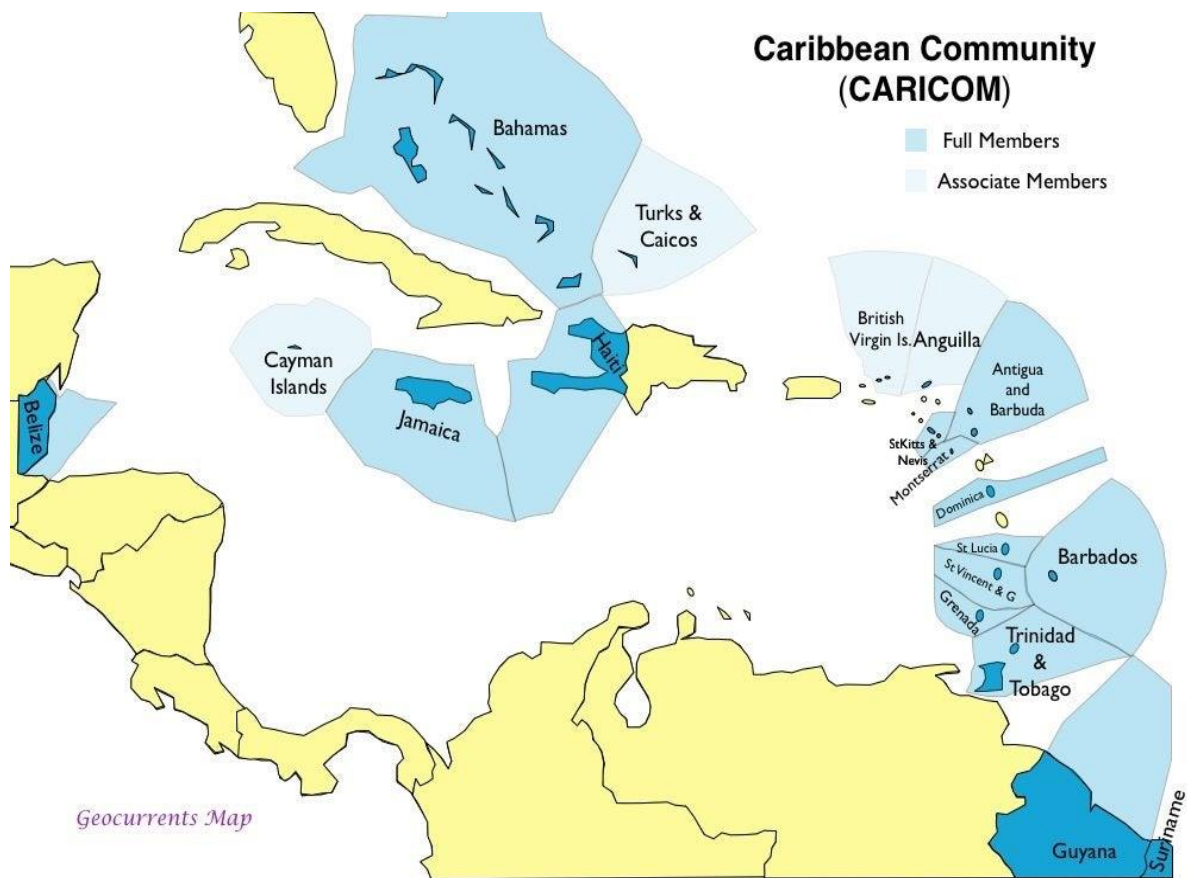 Caribbean Community
(CARICOM)
Full Members
Associate Members
Bahamas
Turks &
Caicos
British
Virgin Is.
Anguilla
Haiti
Cayman
Islands
Antigua
and
Barbuda
Belize
Jamaica
StKitts &
Nevis
Montserrat
Dominica
St Lucia
Barbados
St Vincent & G
Grenada
Trinidad
&
Tobago
Geocurrents Map
Suriname
Guyana